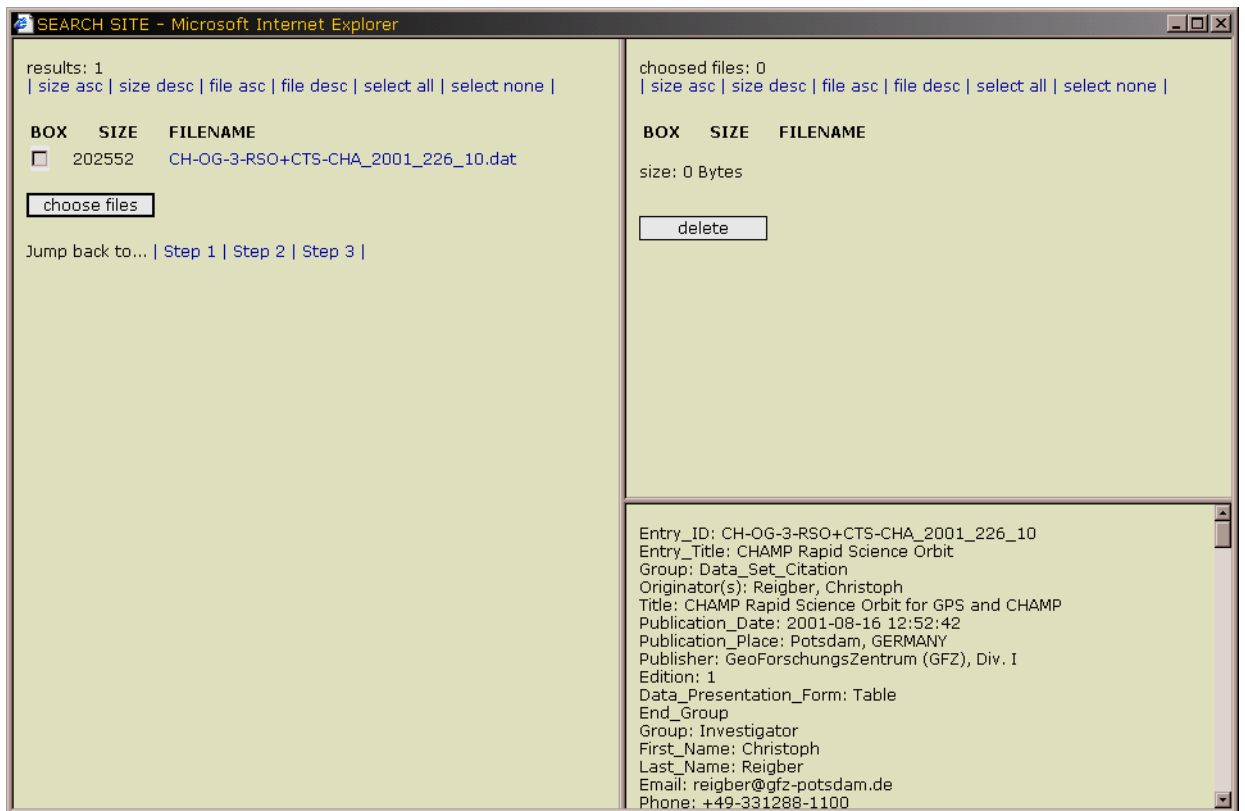 SEARCH SITE - Microsoft Internet Explorer
results: 1
| size asc | size desc | file asc | file desc | select all | select none |
BOX SIZE FILENAME
202552 CH-OG-3-RSO+CTS-CHA_2001_226_10.dat
choose files
Jump back to... | Step 1 | Step 2 | Step 3 |
choosed files: 0
| size asc | size desc | file asc | file desc | select all | select none |
BOX SIZE FILENAME
size: 0 Bytes
delete
Entry_ID: CH-OG-3-RSO+CTS-CHA_2001_226_10
Entry_Title: CHAMP Rapid Science Orbit
Group: Data_Set_Citation
Originator(s): Reigber, Christoph
Title: CHAMP Rapid Science Orbit for GPS and CHAMP
Publication_Date: 2001-08-16 12:52:42
Publication_Place: Potsdam, GERMANY
Publisher: GeoForschungsZentrum (GFZ), Div. I
Edition: 1
Data_Presentation_Form: Table
End_Group
Group: Investigator
First_Name: Christoph
Last_Name: Reigber
Email: reigber@gfz-potsdam.de
Phone: +49-331288-1100